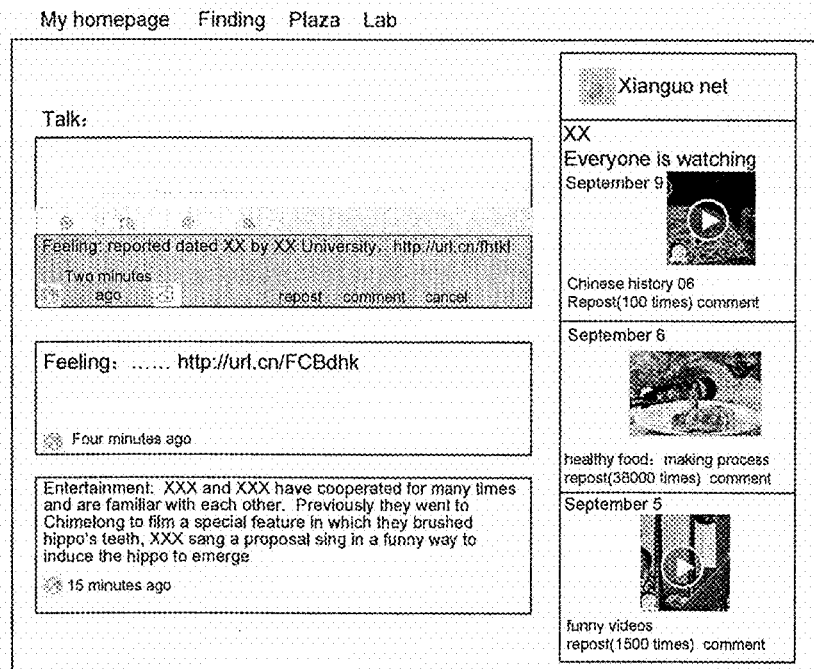 My homepage Finding Plaza Lab
Talk:
Feeling: reported dated XX by XX University, http://url.cn/fhtkl
Two minutes
ago
repost comment cancel
Feeling: ...... http://url.cn/FCBdhk
Four minutes ago
Entertainment: XXX and XXX have cooperated for many times
and are familiar with each other. Previously they went to
Chimelong to film a special feature in which they brushed
hippo's teeth, XXX sang a proposal sing in a funny way to
induce the hippo to emerge
15 minutes ago
Xianguo net
XX
Everyone is watching
September 9
Chinese history 06
Repost(100 times) comment
September 6
healthy food: making process
repost(38000 times) comment
September 5
funny videos
repost(1500 times) comment